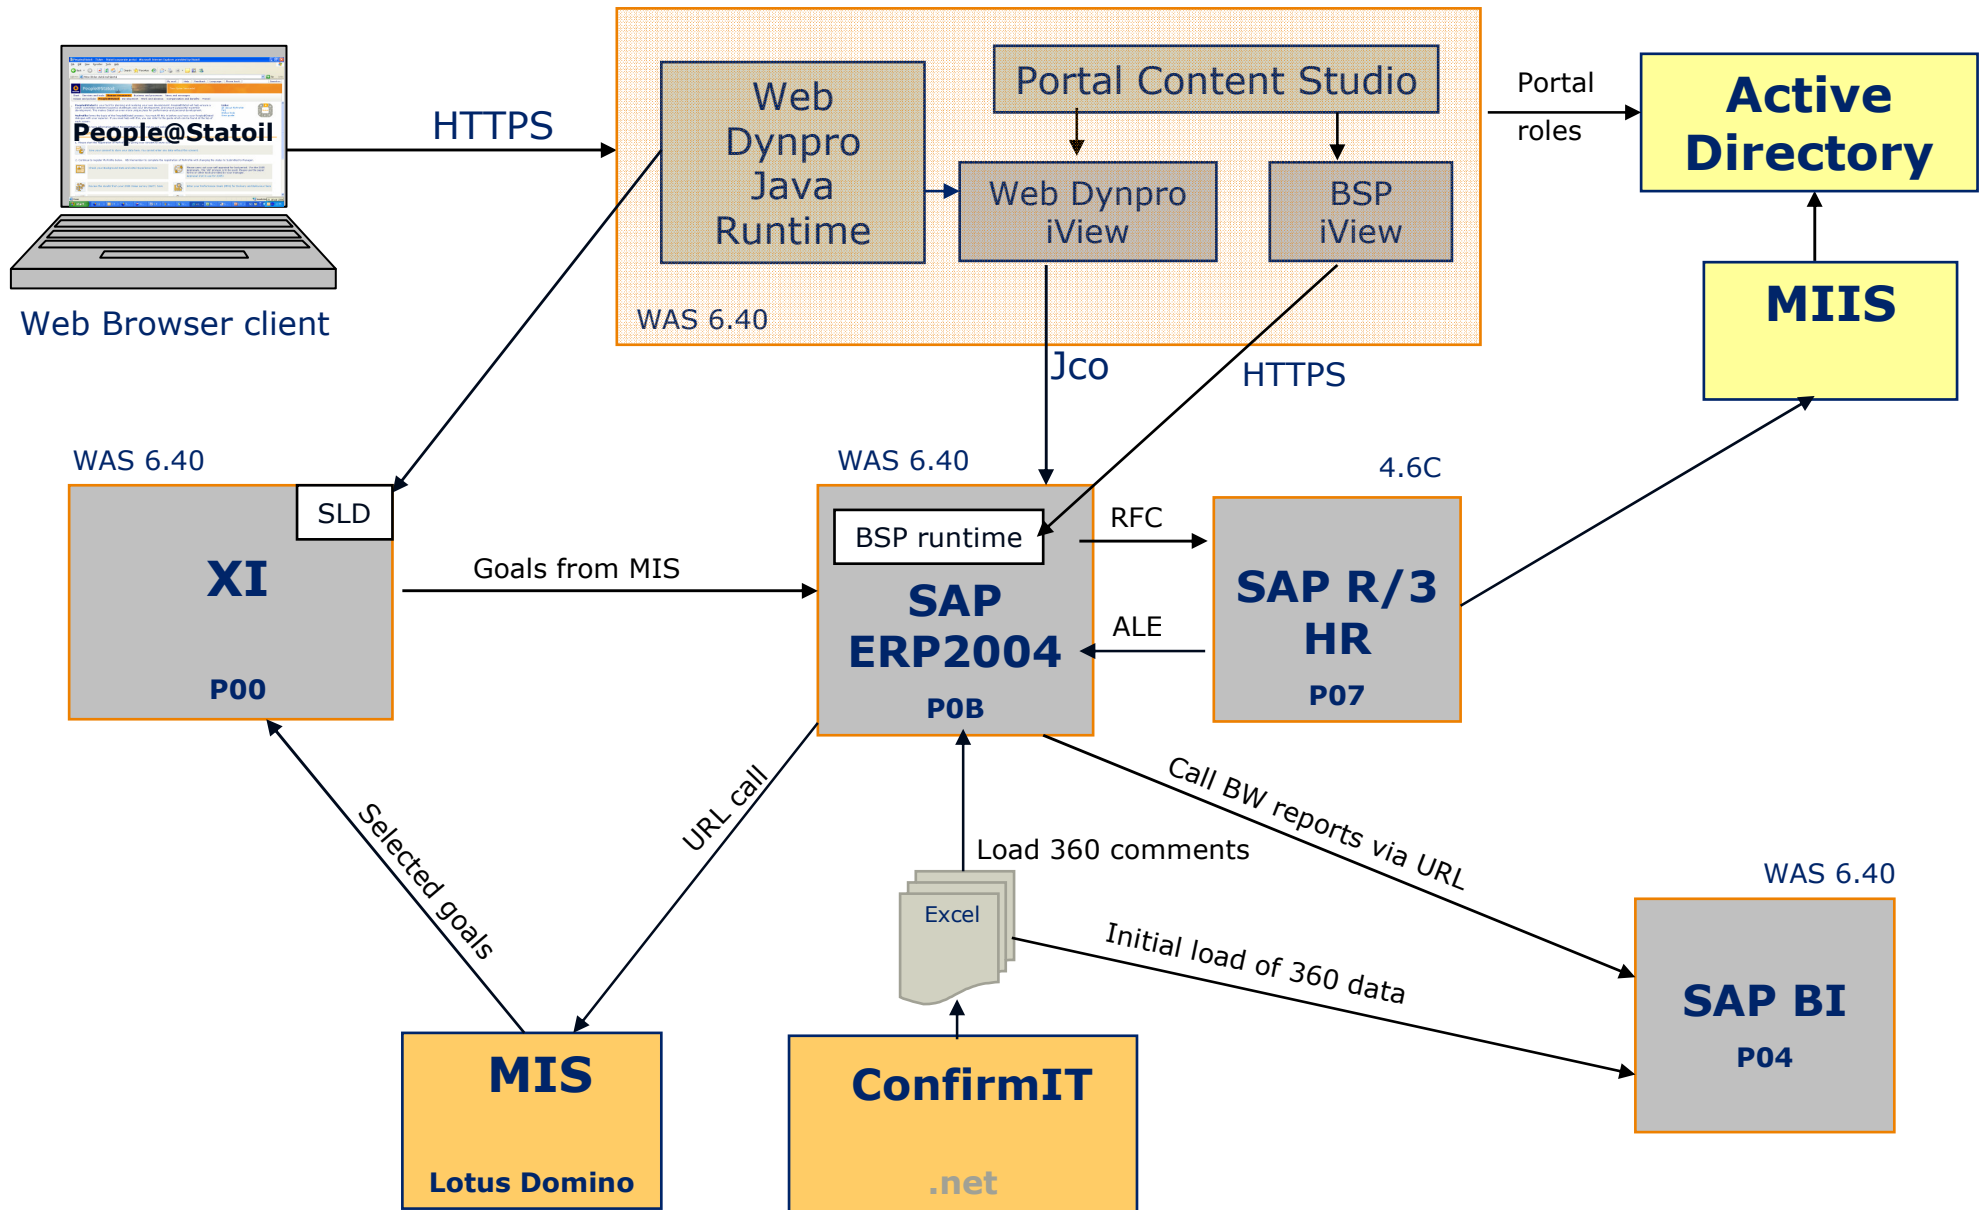 People@Statoil
Web Browser client
HTTPS
Web
Dynpro
Java
Runtime
Portal Content Studio
Web Dynpro
iView
BSP
iView
WAS 6.40
Portal
roles
Active
Directory
MIIS
Jco
HTTPS
WAS 6.40
SLD
XI
P00
Goals from MIS
WAS 6.40
BSP runtime
SAP
ERP2004
P0B
RFC
ALE
4.6C
SAP R/3
HR
P07
Selected goals
URL call
Load 360 comments
Excel
Call BW reports via URL
Initial load of 360 data
WAS 6.40
SAP BI
P04
MIS
Lotus Domino
ConfirmIT
.net